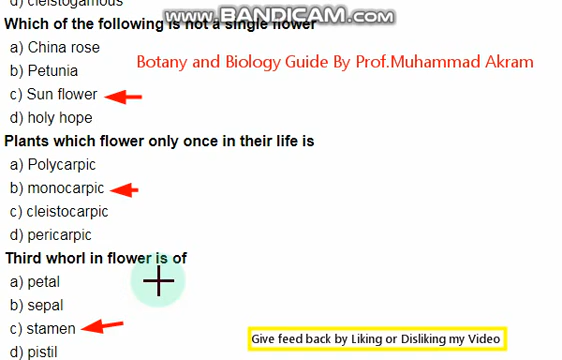 d) cleistogamous
WWW.BANDICAM.COM
Which of the following is not a single flower
a) China rose
b) Petunia
Botany and Biology Guide By Prof.Muhammad Akram
c) Sun flower
d) holy hope
Plants which flower only once in their life is
a) Polycarpic
b) monocarpic
c) cleistocarpic
d) pericarpic
Third whorl in flower is of
a) petal
b) sepal
c) stamen
Give feed back by Liking or Disliking my Video
d) pistil